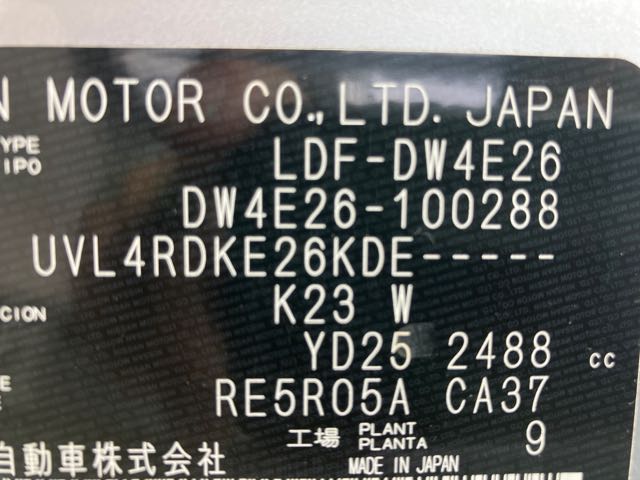 N MOTOR CO.,LTD. JAPAN
TYPE LDF-DW4E26
IPO
DW4E26-100288
UVL4RDKE26KDE-----
CION K23 W
YD25 2488 cc
RE5R05A CA37
工場 PLANT 9
PLANTA
自動車株式会社 MADE IN JAPAN